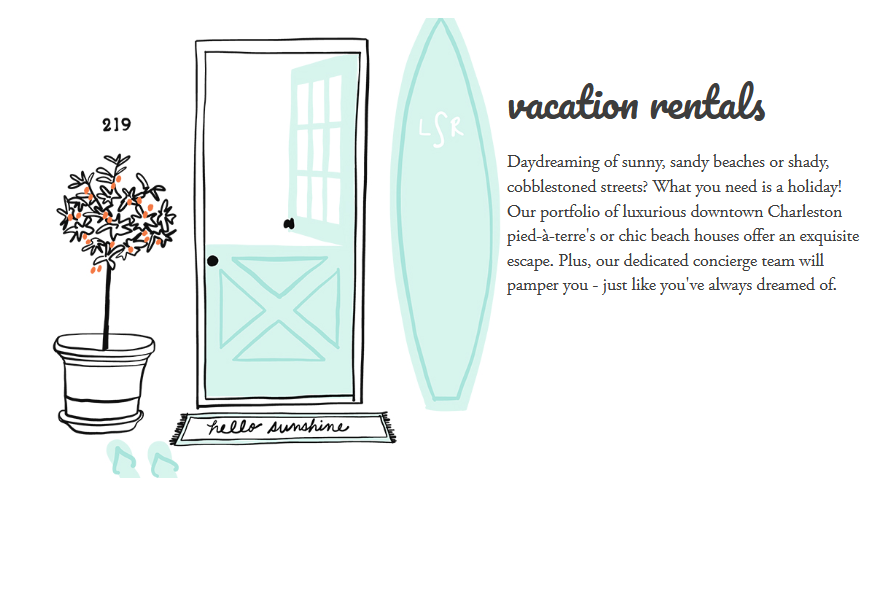 219
LSR
hello sunshine
vacation rentals
Daydreaming of sunny, sandy beaches or shady,
cobblestoned streets? What you need is a holiday!
Our portfolio of luxurious downtown Charleston
pied-à-terre's or chic beach houses offer an exquisite
escape. Plus, our dedicated concierge team will
pamper you - just like you've always dreamed of.